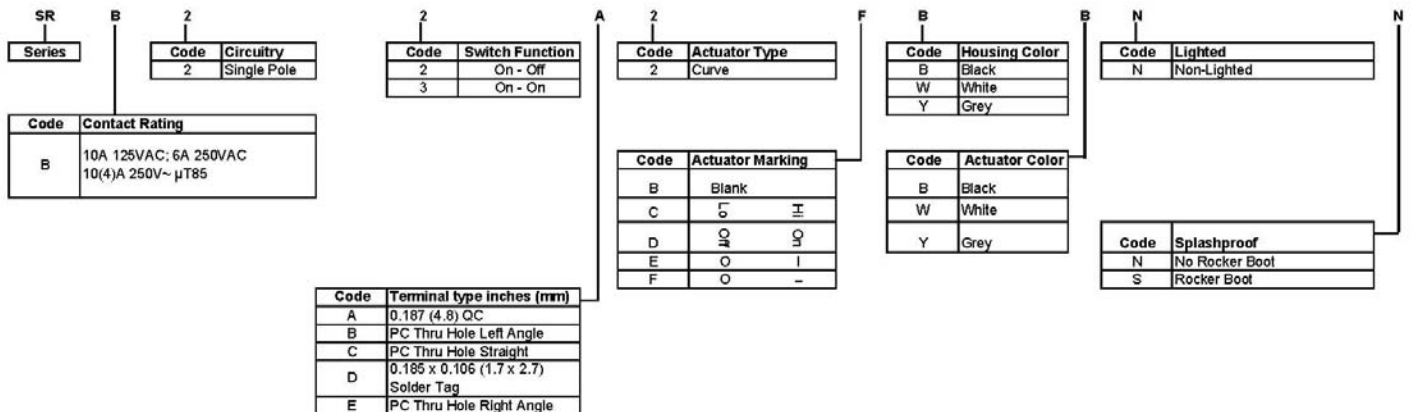 SR B 2 2 A 2 F B B N N
Series
Code Circuitry
2 Single Pole
Code Switch Function
2 On - Off
3 On - On
Code Actuator Type
2 Curve
Code Housing Color
B Black
W White
Y Grey
Code Lighted
N Non-Lighted
Code Contact Rating
B 10A 125VAC; 6A 250VAC
10(4)A 250V~ µT85
Code Actuator Marking
B Blank
C Lo Hi
D Off On
E O I
F O –
Code Actuator Color
B Black
W White
Y Grey
Code Splashproof
N No Rocker Boot
S Rocker Boot
Code Terminal type inches (mm)
A 0.187 (4.8) QC
B PC Thru Hole Left Angle
C PC Thru Hole Straight
D 0.185 x 0.106 (1.7 x 2.7)
Solder Tag
E PC Thru Hole Right Angle